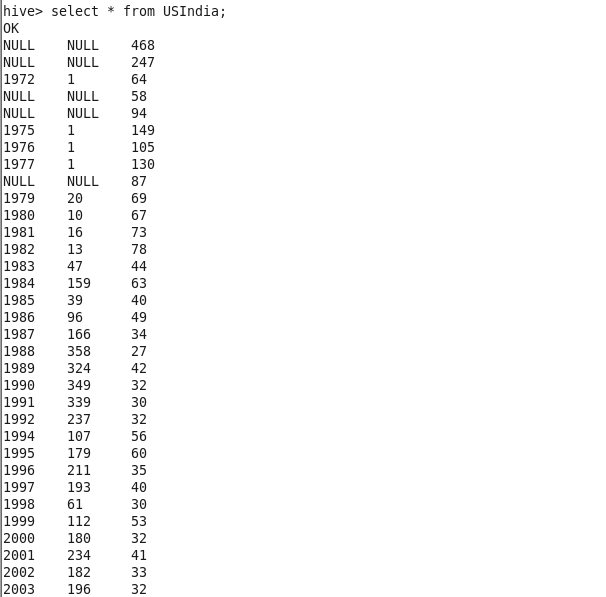 hive> select * from USIndia;
OK
NULL NULL 468
NULL NULL 247
1972 1 64
NULL NULL 58
NULL NULL 94
1975 1 149
1976 1 105
1977 1 130
NULL NULL 87
1979 20 69
1980 10 67
1981 16 73
1982 13 78
1983 47 44
1984 159 63
1985 39 40
1986 96 49
1987 166 34
1988 358 27
1989 324 42
1990 349 32
1991 339 30
1992 237 32
1994 107 56
1995 179 60
1996 211 35
1997 193 40
1998 61 30
1999 112 53
2000 180 32
2001 234 41
2002 182 33
2003 196 32